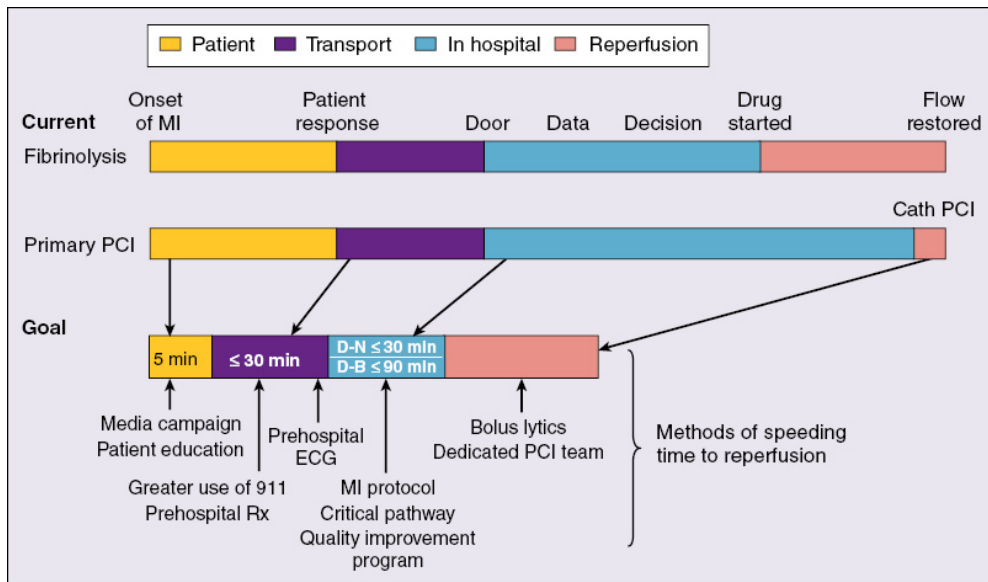 Patient Transport In hospital Reperfusion
Onset
of MI
Patient
response
Door
Data
Decision
Drug
started
Flow
restored
Current
Fibrinolysis
Cath PCI
Primary PCI
Goal
5 min
≤ 30 min
D-N ≤ 30 min
D-B ≤ 90 min
Media campaign
Patient education
Greater use of 911
Prehospital Rx
Prehospital
ECG
MI protocol
Critical pathway
Quality improvement
program
Bolus lytics
Dedicated PCI team
Methods of speeding
time to reperfusion